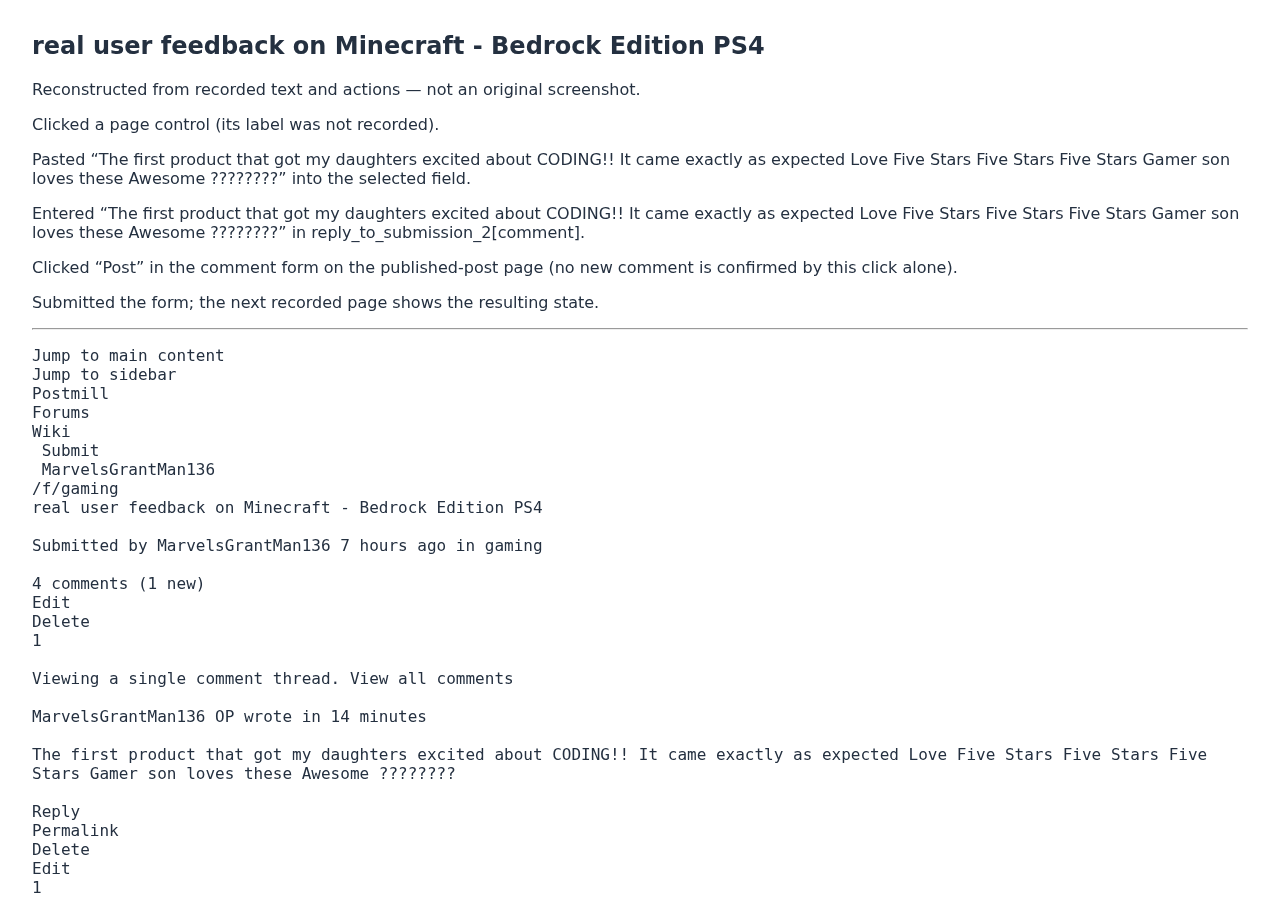 real user feedback on Minecraft - Bedrock Edition PS4
Reconstructed from recorded text and actions — not an original screenshot.
Clicked a page control (its label was not recorded).
Pasted “The first product that got my daughters excited about CODING!! It came exactly as expected Love Five Stars Five Stars Five Stars Gamer son
loves these Awesome ????????” into the selected field.
Entered “The first product that got my daughters excited about CODING!! It came exactly as expected Love Five Stars Five Stars Five Stars Gamer son
loves these Awesome ????????” in reply_to_submission_2[comment].
Clicked “Post” in the comment form on the published-post page (no new comment is confirmed by this click alone).
Submitted the form; the next recorded page shows the resulting state.
Jump to main content
Jump to sidebar
Postmill
Forums
Wiki
Submit
MarvelsGrantMan136
/f/gaming
real user feedback on Minecraft - Bedrock Edition PS4
Submitted by MarvelsGrantMan136 7 hours ago in gaming
4 comments (1 new)
Edit
Delete
1
Viewing a single comment thread. View all comments
MarvelsGrantMan136 OP wrote in 14 minutes
The first product that got my daughters excited about CODING!! It came exactly as expected Love Five Stars Five Stars Five
Stars Gamer son loves these Awesome ????????
Reply
Permalink
Delete
Edit
1